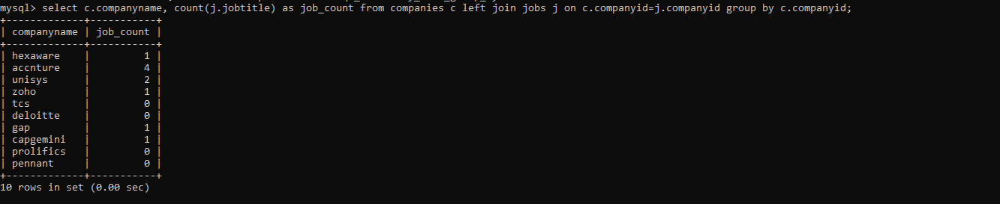 mysql> select c.companyname, count(j.jobtitle) as job_count from companies c left join jobs j on c.companyid=j.companyid group by c.companyid;
+-------------+-----------+
| companyname | job_count |
+-------------+-----------+
| hexaware    |         1 |
| accnture    |         4 |
| unisys      |         2 |
| zoho        |         1 |
| tcs         |         0 |
| deloitte    |         0 |
| gap         |         1 |
| capgemini   |         1 |
| prolifics   |         0 |
| pennant     |         0 |
+-------------+-----------+
10 rows in set (0.00 sec)